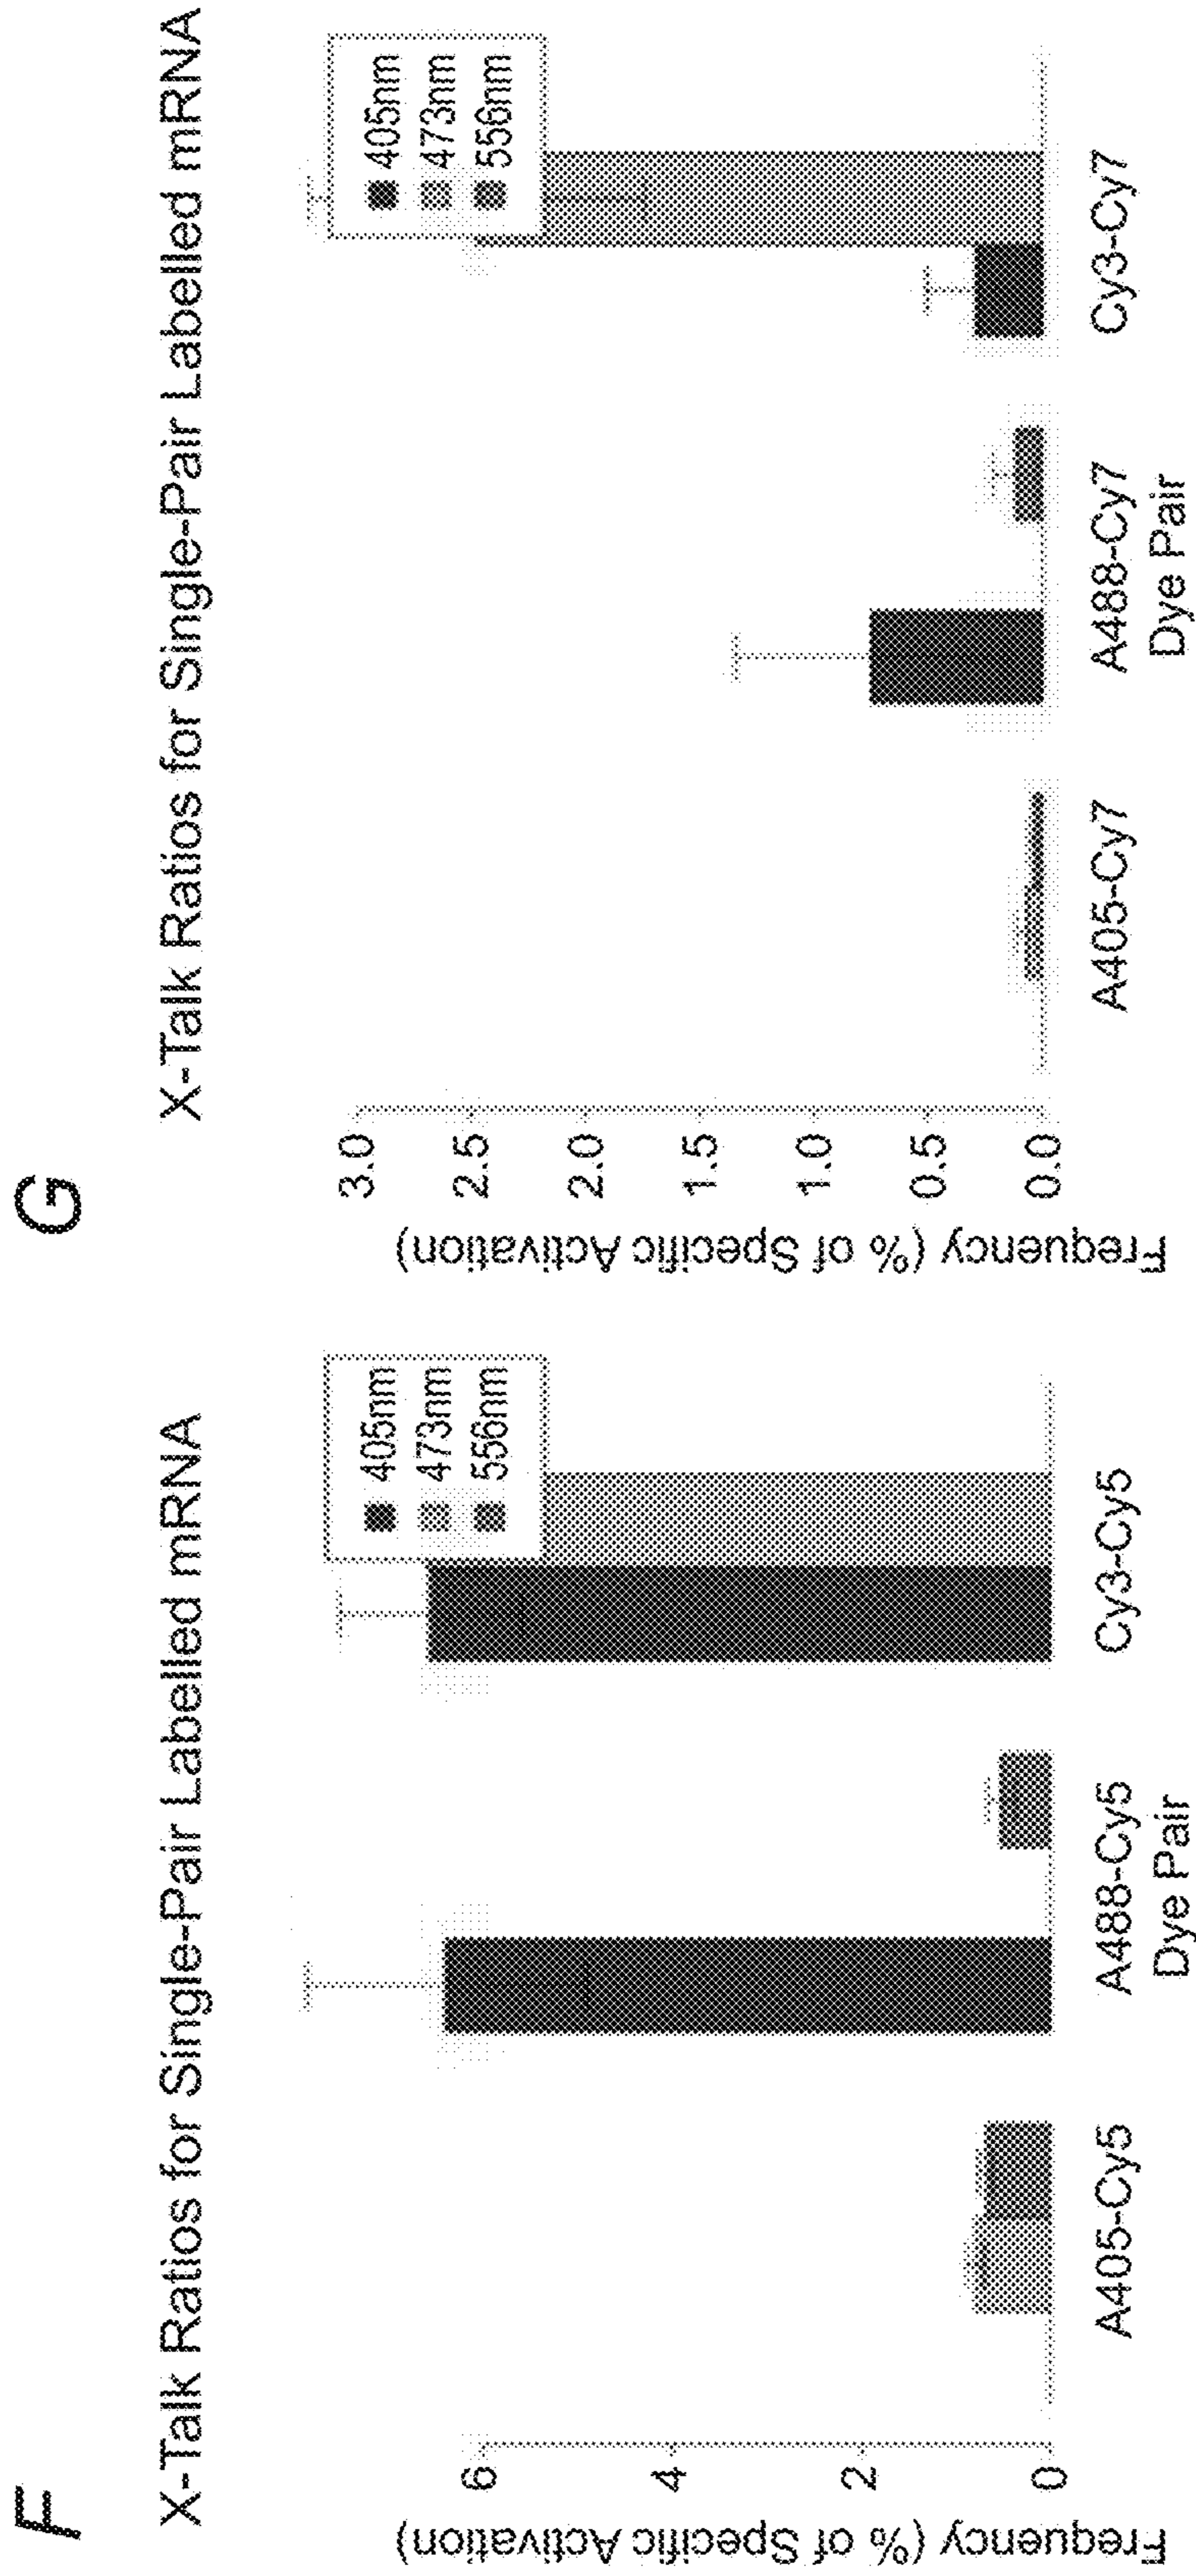 F
X-Talk Ratios for Single-Pair Labelled mRNA
Frequency (% of Specific Activation)
6
4
2
0
405nm
473nm
556nm
A405-Cy5
A488-Cy5
Cy3-Cy5
Dye Pair
G
X-Talk Ratios for Single-Pair Labelled mRNA
Frequency (% of Specific Activation)
3.0
2.5
2.0
1.5
1.0
0.5
0.0
405nm
473nm
556nm
A405-Cy7
A488-Cy7
Cy3-Cy7
Dye Pair